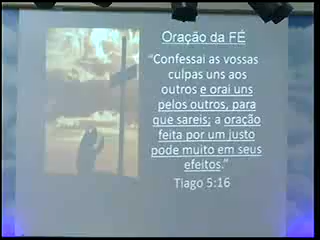 Oração da FÉ
“Confessai as vossas
culpas uns aos
outros e orai uns
pelos outros, para
que sareis; a oração
feita por um justo
pode muito em seus
efeitos.”
Tiago 5:16